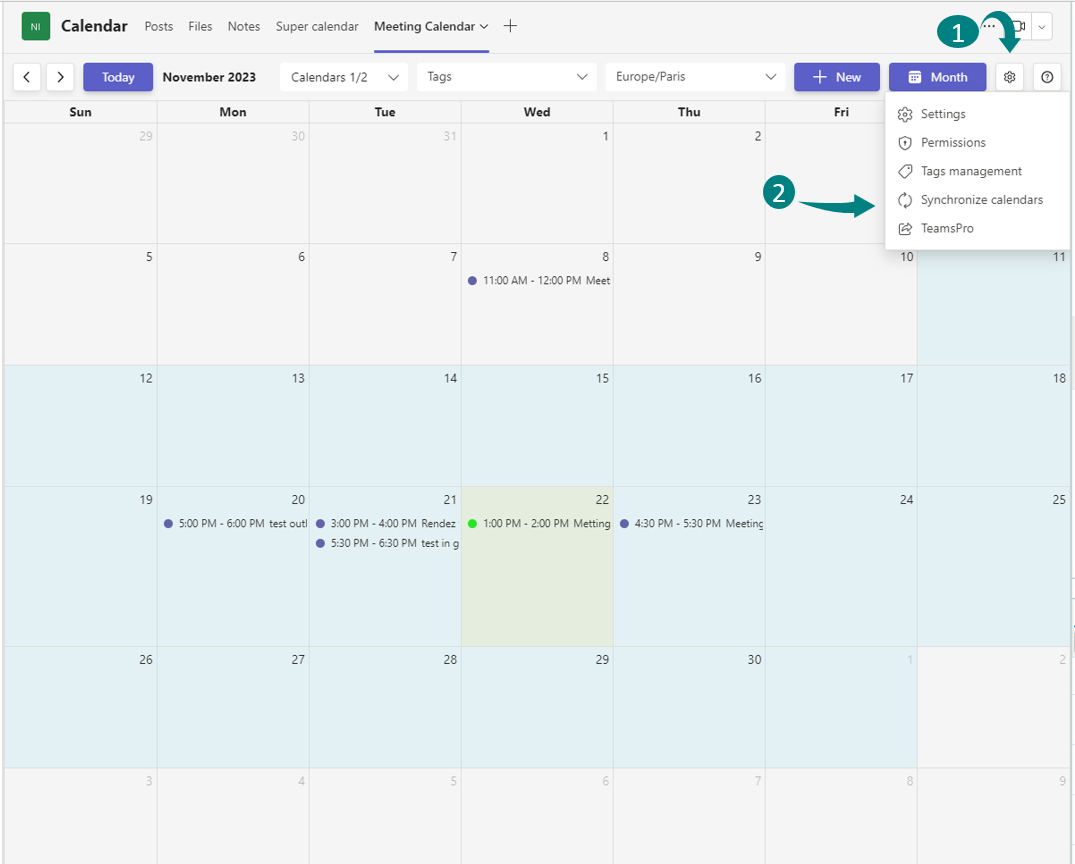 NI Calendar Posts Files Notes Super calendar Meeting Calendar 1 ...
Today November 2023 Calendars 1/2 Tags Europe/Paris New Month
Sun Mon Tue Wed Thu Fri
Settings
Permissions
Tags management
2 Synchronize calendars
TeamsPro
29 30 31 1 2
5 6 7 8 9 10 11
11:00 AM - 12:00 PM Meet
12 13 14 15 16 17 18
19 20 21 22 23 24 25
5:00 PM - 6:00 PM test outl 3:00 PM - 4:00 PM Rendez 1:00 PM - 2:00 PM Metting 4:30 PM - 5:30 PM Meeting
5:30 PM - 6:30 PM test in g
26 27 28 29 30 1 2
3 4 5 6 7 8 9